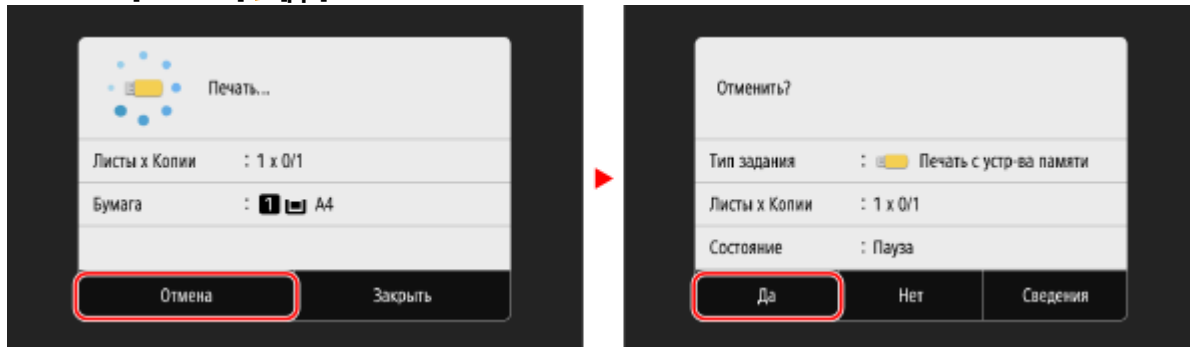 Печать...
Листы x Копии : 1 x 0/1
Бумага : 1 A4
Отмена Закрыть
Отменить?
Тип задания : Печать с устр-ва памяти
Листы x Копии : 1 x 0/1
Состояние : Пауза
Да Нет Сведения